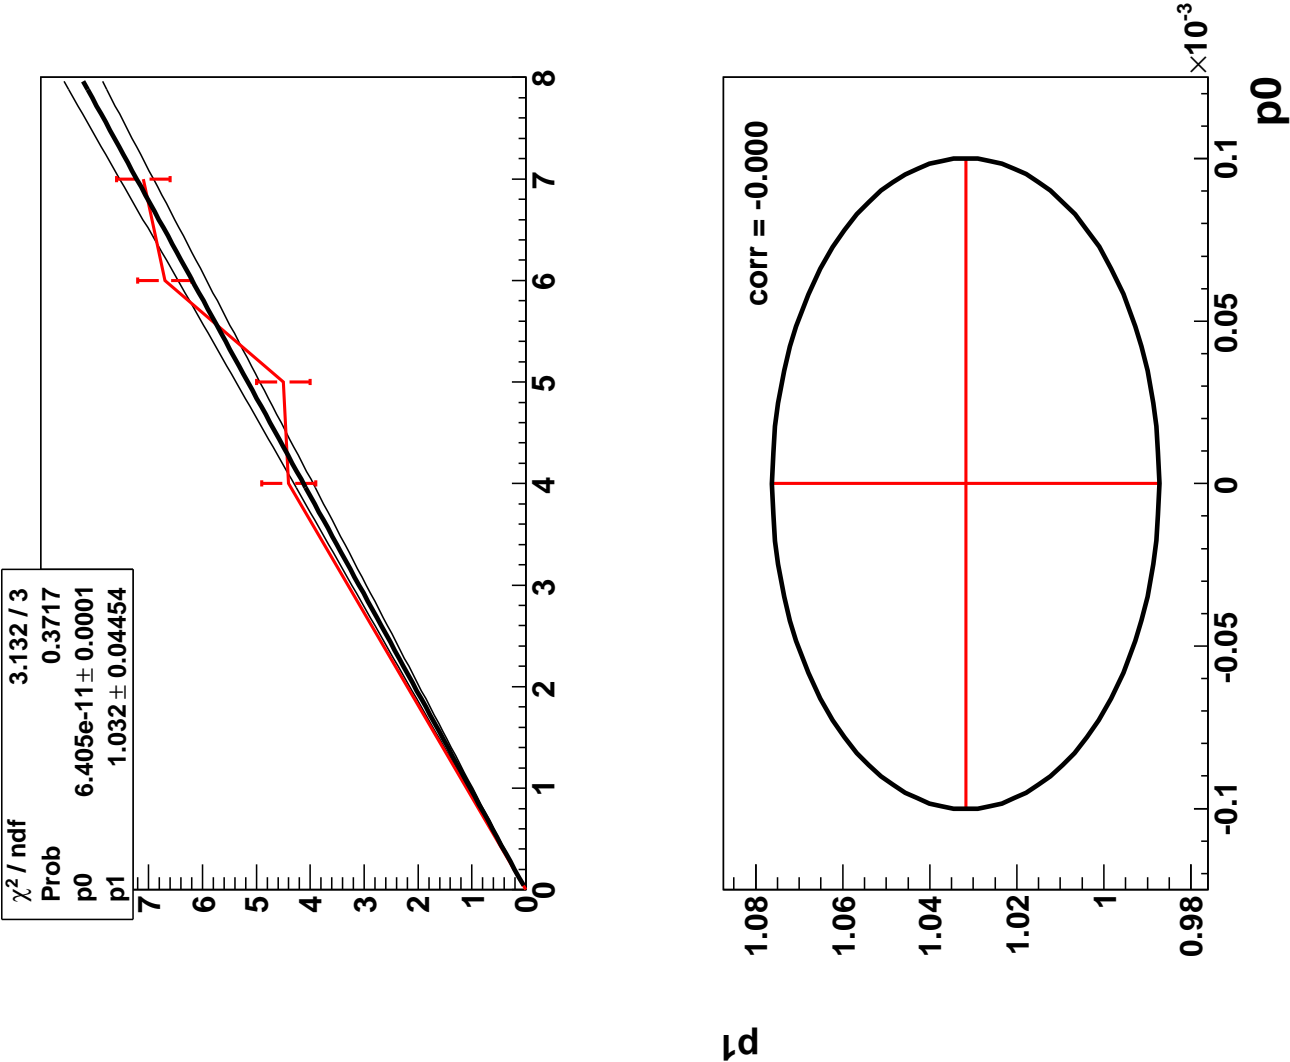 χ² / ndf 3.132 / 3
Prob 0.3717
p0 6.405e-11 ± 0.0001
p1 1.032 ± 0.04454
7
6
5
4
3
2
1
0
0 1 2 3 4 5 6 7 8
corr = -0.000
1.08
1.06
1.04
1.02
1
0.98
p1
-0.1 -0.05 0 0.05 0.1
×10⁻³
p0